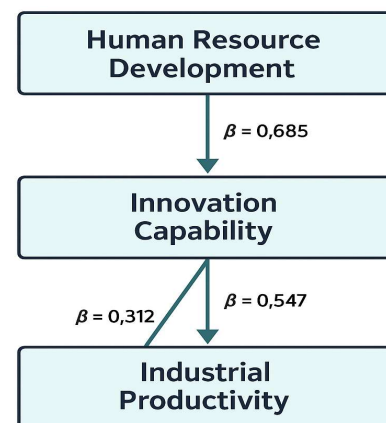 Human Resource
Development
β = 0,685
Innovation
Capability
β = 0,547
β = 0,312
Industrial
Productivity